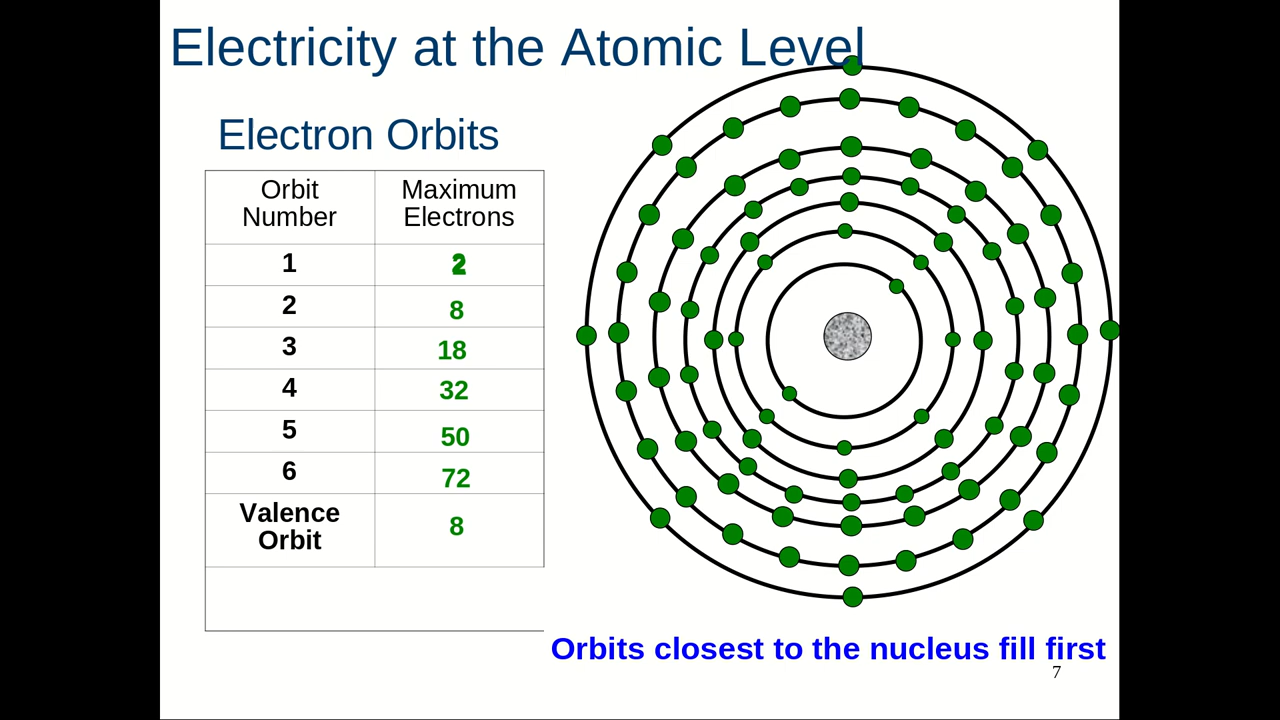 Electricity at the Atomic Level
Electron Orbits
Orbit Number Maximum Electrons
1 2
2 8
3 18
4 32
5 50
6 72
Valence Orbit 8
Orbits closest to the nucleus fill first
7